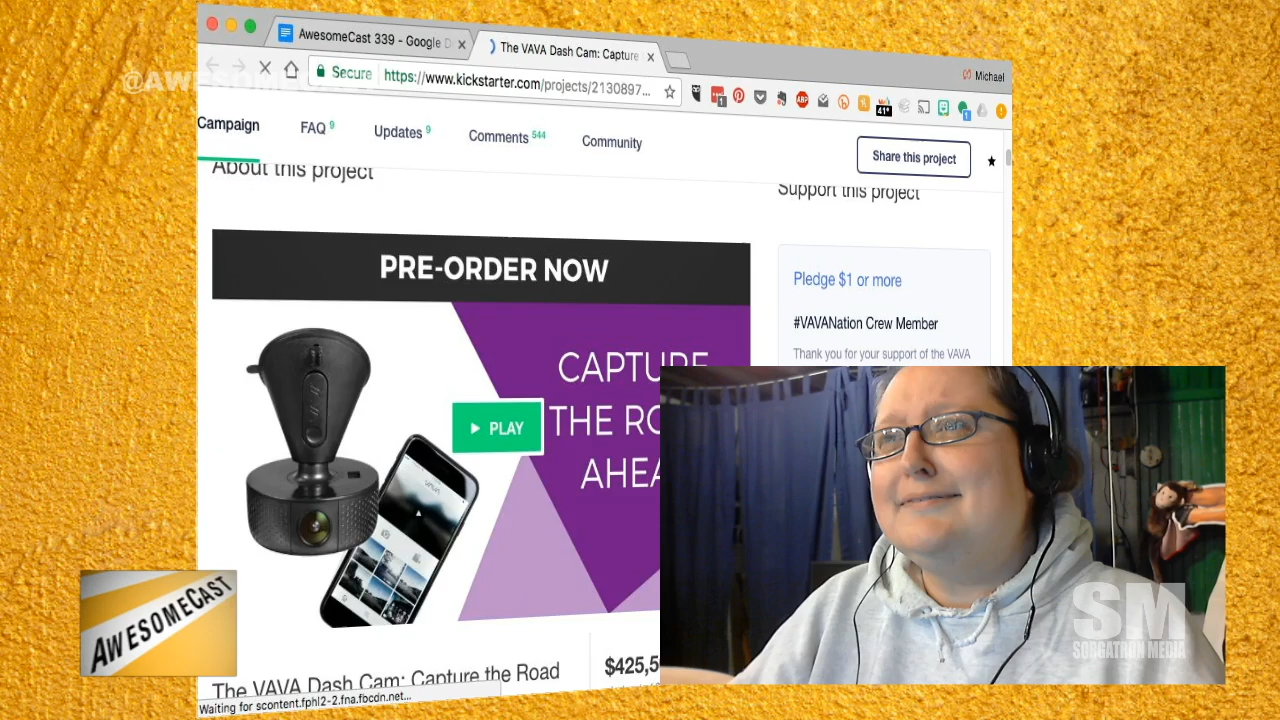 AwesomeCast 339 - Google D
The VAVA Dash Cam: Capture
Michael
Secure
https://www.kickstarter.com/projects/2130897...
41°
Campaign
FAQ 9
Updates 9
Comments 544
Community
Share this project
About this project
Support this project
PRE-ORDER NOW
CAPTURE
THE RO
AHEA
PLAY
Pledge $1 or more
#VAVANation Crew Member
Thank you for your support of the VAVA
The VAVA Dash Cam: Capture the Road
$425,5
Waiting for scontent.fphl2-2.fna.fbcdn.net...
AWESOMECAST
SM
SORGATRON MEDIA